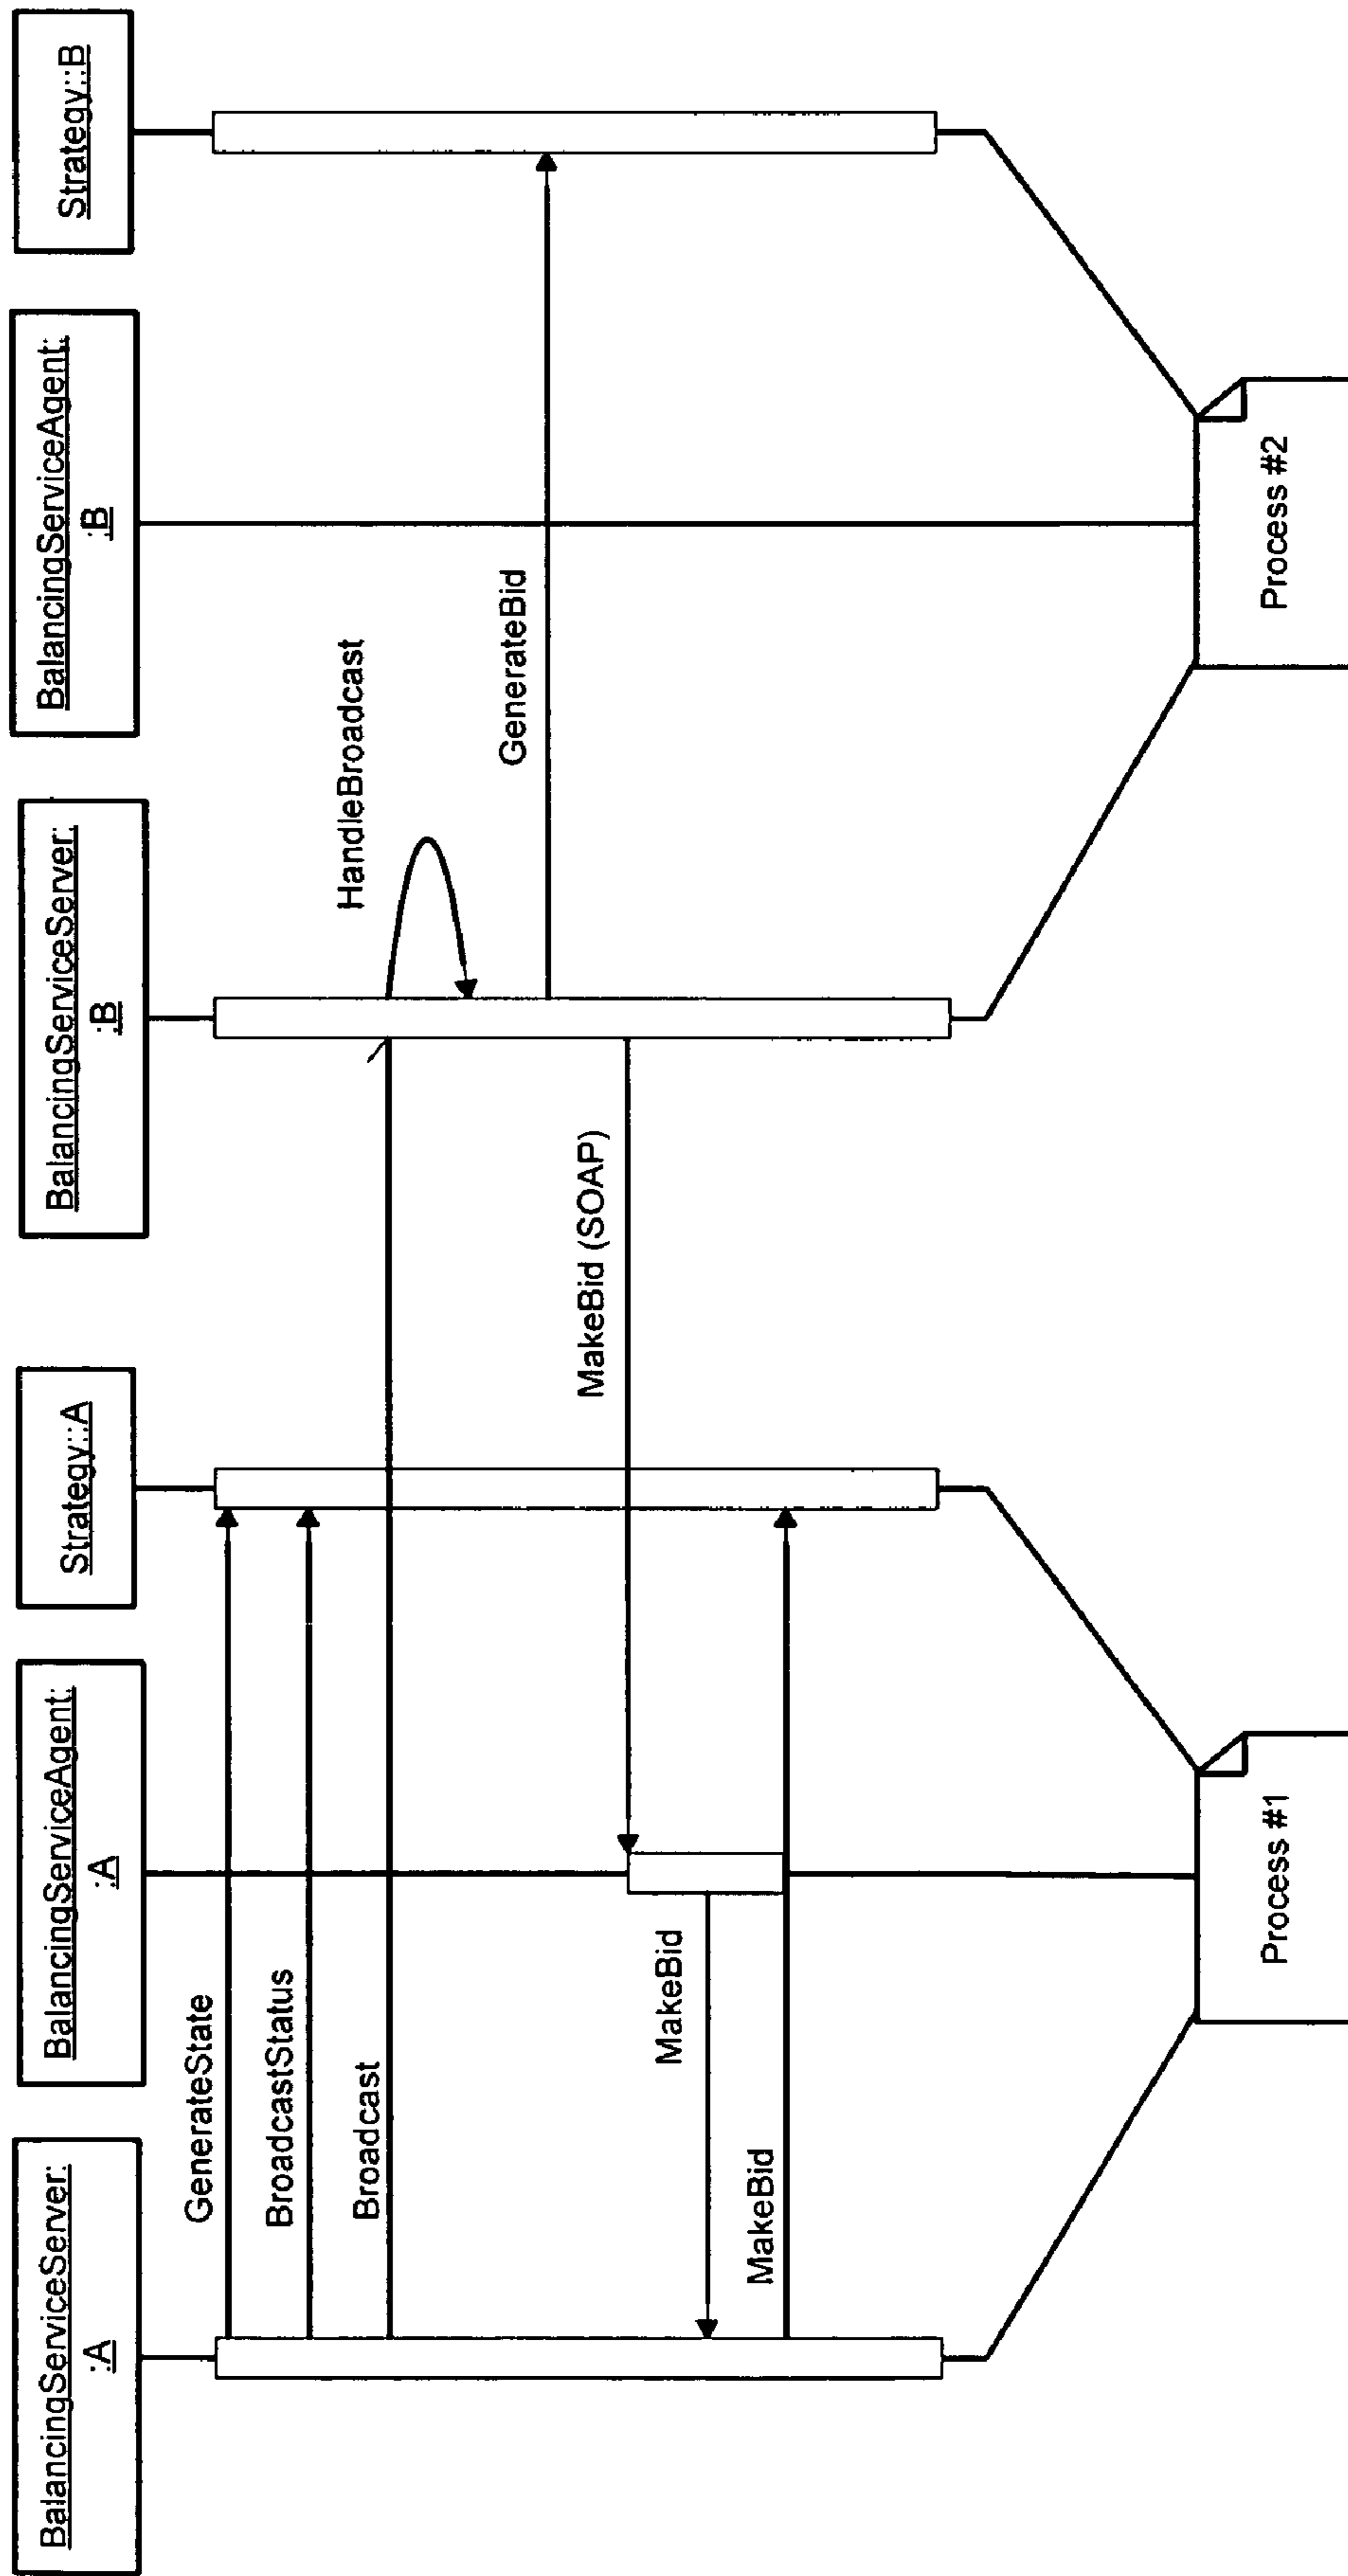 BalancingServiceServer:
:A
BalancingServiceAgent:
:A
Strategy::A
BalancingServiceServer:
:B
BalancingServiceAgent:
:B
Strategy::B
GenerateState
BroadcastStatus
HandleBroadcast
Broadcast
GenerateBid
MakeBid (SOAP)
MakeBid
MakeBid
Process #1
Process #2